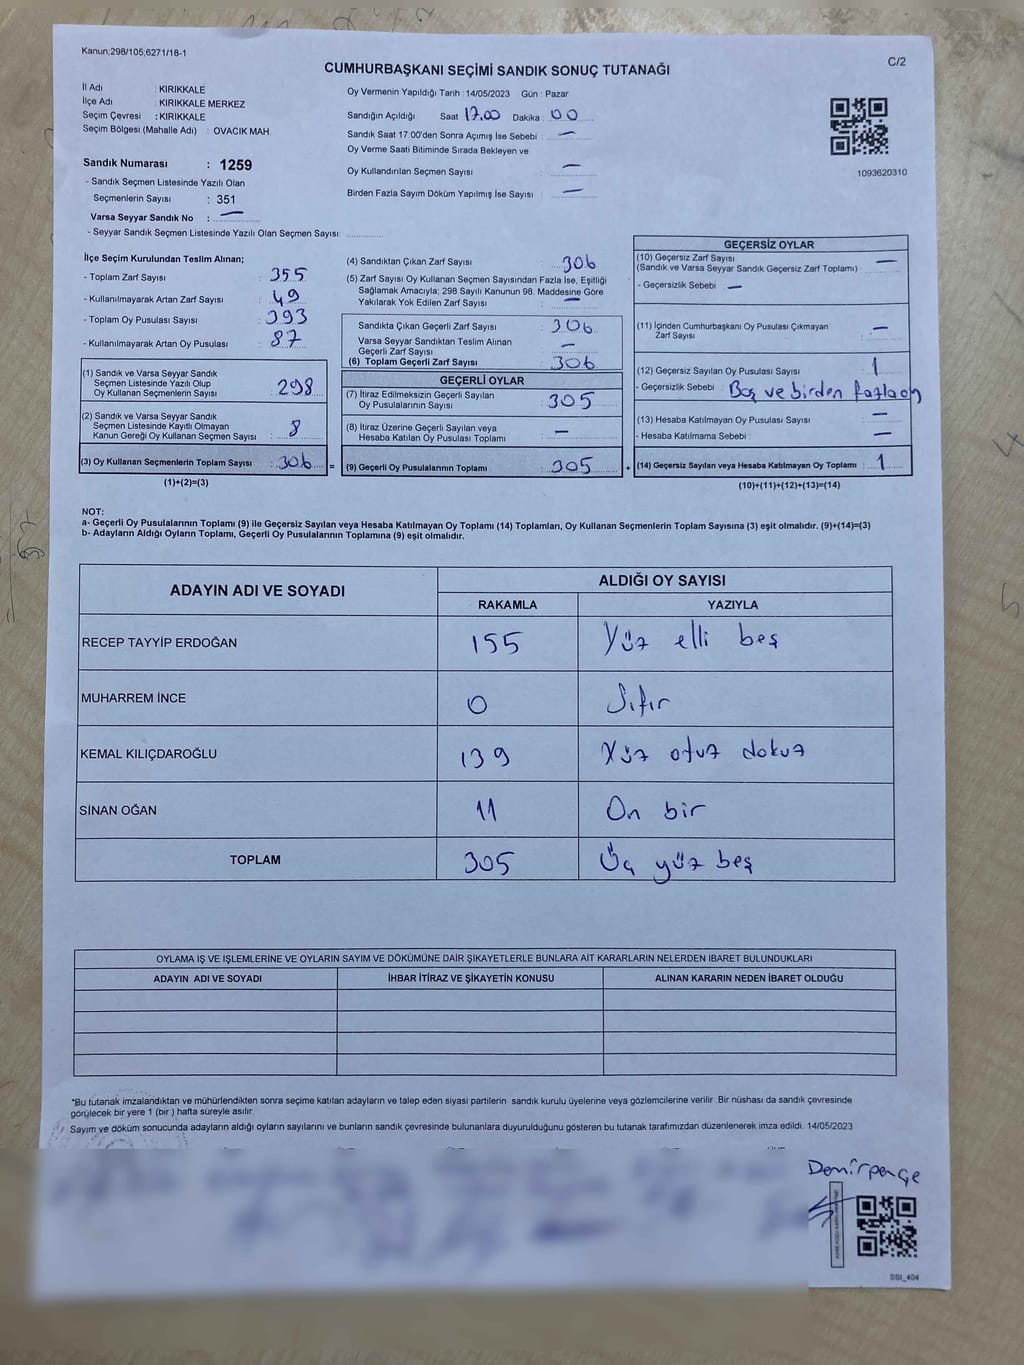 Kanun;298/105;6271/18-1
C/2
CUMHURBAŞKANI SEÇİMİ SANDIK SONUÇ TUTANAĞI
İl Adı : KIRIKKALE
İlçe Adı : KIRIKKALE MERKEZ
Seçim Çevresi : KIRIKKALE
Seçim Bölgesi (Mahalle Adı) : OVACIK MAH.
Sandık Numarası : 1259
- Sandık Seçmen Listesinde Yazılı Olan
Seçmenlerin Sayısı : 351
Varsa Seyyar Sandık No : —
- Seyyar Sandık Seçmen Listesinde Yazılı Olan Seçmen Sayısı:
Oy Vermenin Yapıldığı Tarih : 14/05/2023 Gün : Pazar
Sandığın Açıldığı Saat 17.00 Dakika : 00
Sandık Saat 17.00'den Sonra Açımış İse Sebebi : —
Oy Verme Saati Bitiminde Sırada Bekleyen ve
Oy Kullandırılan Seçmen Sayısı : —
Birden Fazla Sayım Döküm Yapılmış İse Sayısı : —
1093620310
İlçe Seçim Kurulundan Teslim Alınan;
- Toplam Zarf Sayısı : 355
- Kullanılmayarak Artan Zarf Sayısı : 49
- Toplam Oy Pusulası Sayısı : 393
- Kullanılmayarak Artan Oy Pusulası : 87
(1) Sandık ve Varsa Seyyar Sandık
Seçmen Listesinde Yazılı Olup
Oy Kullanan Seçmenlerin Sayısı : 298
(2) Sandık ve Varsa Seyyar Sandık
Seçmen Listesinde Kayıtlı Olmayan
Kanun Gereği Oy Kullanan Seçmen Sayısı : 8
(3) Oy Kullanan Seçmenlerin Toplam Sayısı : 306 =
(1)+(2)=(3)
(4) Sandıktan Çıkan Zarf Sayısı : 306
(5) Zarf Sayısı Oy Kullanan Seçmen Sayısından Fazla İse, Eşitliği
Sağlamak Amacıyla; 298 Sayılı Kanunun 98. Maddesine Göre
Yakılarak Yok Edilen Zarf Sayısı : —
Sandıkta Çıkan Geçerli Zarf Sayısı : 306
Varsa Seyyar Sandıktan Teslim Alınan
Geçerli Zarf Sayısı : —
(6) Toplam Geçerli Zarf Sayısı : 306
GEÇERLİ OYLAR
(7) İtiraz Edilmeksizin Geçerli Sayılan
Oy Pusulalarının Sayısı : 305
(8) İtiraz Üzerine Geçerli Sayılan veya
Hesaba Katılan Oy Pusulası Toplamı : —
(9) Geçerli Oy Pusulalarının Toplamı : 305 +
GEÇERSİZ OYLAR
(10) Geçersiz Zarf Sayısı : —
(Sandık ve Varsa Seyyar Sandık Geçersiz Zarf Toplamı)
- Geçersizlik Sebebi : —
(11) İçinden Cumhurbaşkanı Oy Pusulası Çıkmayan
Zarf Sayısı : —
(12) Geçersiz Sayılan Oy Pusulası Sayısı : 1
- Geçersizlik Sebebi : Boş ve birden fazla oy
(13) Hesaba Katılmayan Oy Pusulası Sayısı : —
- Hesaba Katılmama Sebebi : —
(14) Geçersiz Sayılan veya Hesaba Katılmayan Oy Toplamı : 1
(10)+(11)+(12)+(13)=(14)
NOT:
a- Geçerli Oy Pusulalarının Toplamı (9) ile Geçersiz Sayılan veya Hesaba Katılmayan Oy Toplamı (14) Toplamları, Oy Kullanan Seçmenlerin Toplam Sayısına (3) eşit olmalıdır. (9)+(14)=(3)
b- Adayların Aldığı Oyların Toplamı, Geçerli Oy Pusulalarının Toplamına (9) eşit olmalıdır.
ADAYIN ADI VE SOYADI ALDIĞI OY SAYISI
RAKAMLA YAZIYLA
RECEP TAYYİP ERDOĞAN 155 Yüz elli beş
MUHARREM İNCE 0 Sıfır
KEMAL KILIÇDAROĞLU 139 Yüz otuz dokuz
SİNAN OĞAN 11 On bir
TOPLAM 305 Üç yüz beş
OYLAMA İŞ VE İŞLEMLERİNE VE OYLARIN SAYIM VE DÖKÜMÜNE DAİR ŞİKAYETLERLE BUNLARA AİT KARARLARIN NELERDEN İBARET BULUNDUKLARI
ADAYIN ADI VE SOYADI İHBAR İTİRAZ VE ŞİKAYETİN KONUSU ALINAN KARARIN NEDEN İBARET OLDUĞU
"Bu tutanak imzalandıktan ve mühürlendikten sonra seçime katılan adayların ve talep eden siyasi partilerin sandık kurulu üyelerine veya gözlemcilerine verilir. Bir nüshası da sandık çevresinde
görülecek bir yere 1 (bir ) hafta süreyle asılır.
Sayım ve döküm sonucunda adayların aldığı oyların sayılarını ve bunların sandık çevresinde bulunanlara duyurulduğunu gösteren bu tutanak tarafımızdan düzenlenerek imza edildi. 14/05/2023
Demirpençe
BSI_404